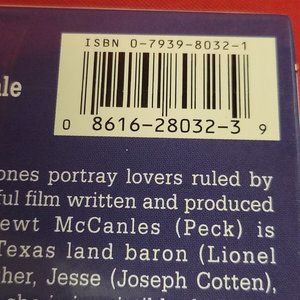 ISBN 0-7939-8032-1
ale
0 8616-28032-3 9
ones portray lovers ruled by
ful film written and produced
ewt McCanles (Peck) is
Texas land baron (Lionel
her, Jesse (Joseph Cotten),